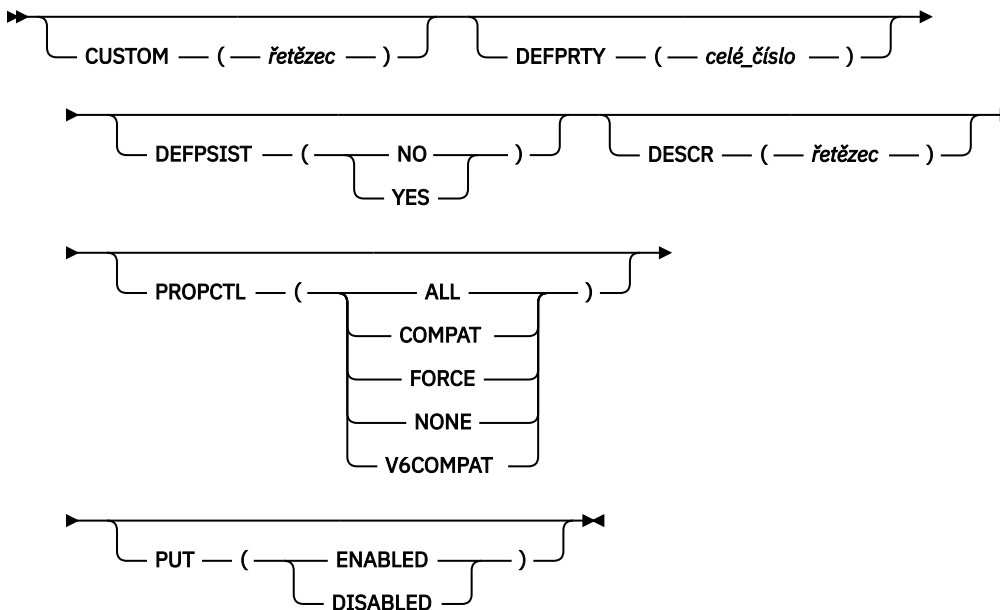 CUSTOM ( řetězec ) DEFPRTY ( celé_číslo )
DEFPSIST ( NO ) DESCR ( řetězec )
YES
PROPCTL ( ALL )
COMPAT
FORCE
NONE
V6COMPAT
PUT ( ENABLED )
DISABLED